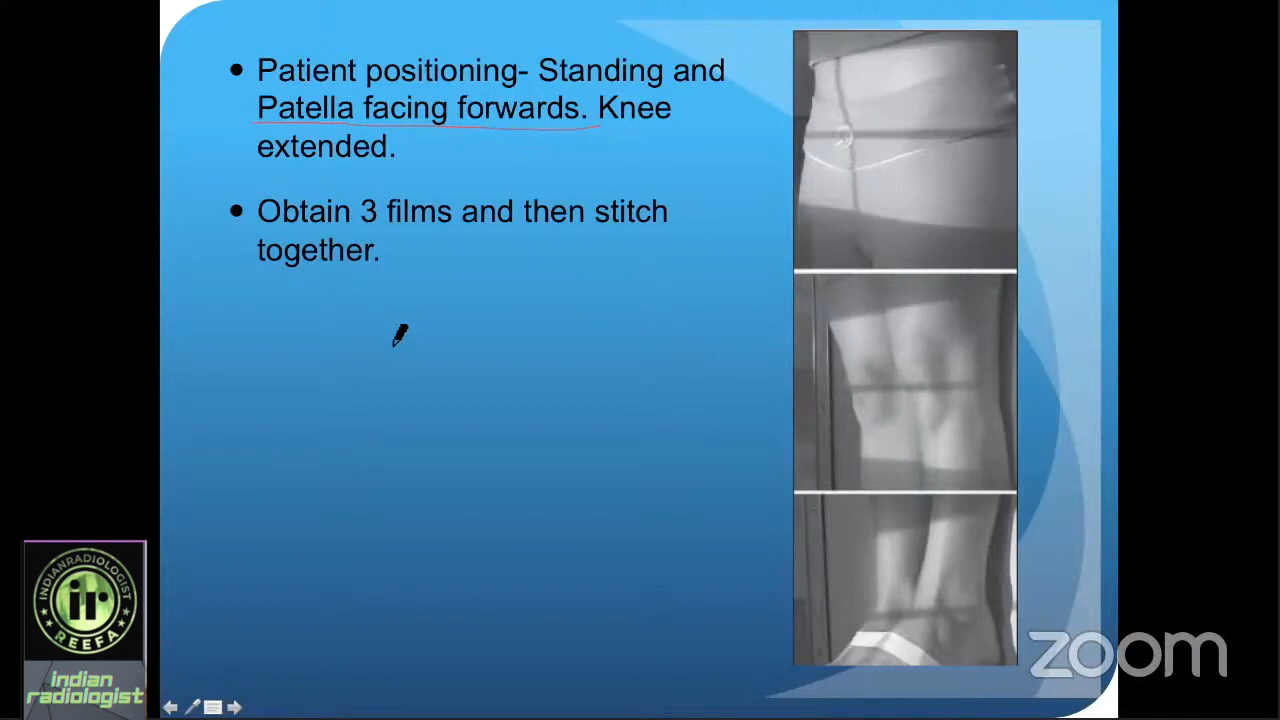 Patient positioning- Standing and
Patella facing forwards. Knee
extended.
Obtain 3 films and then stitch
together.
INDIANRADIOLOGIST
ir
REEFA
indian
radiologist
zoom